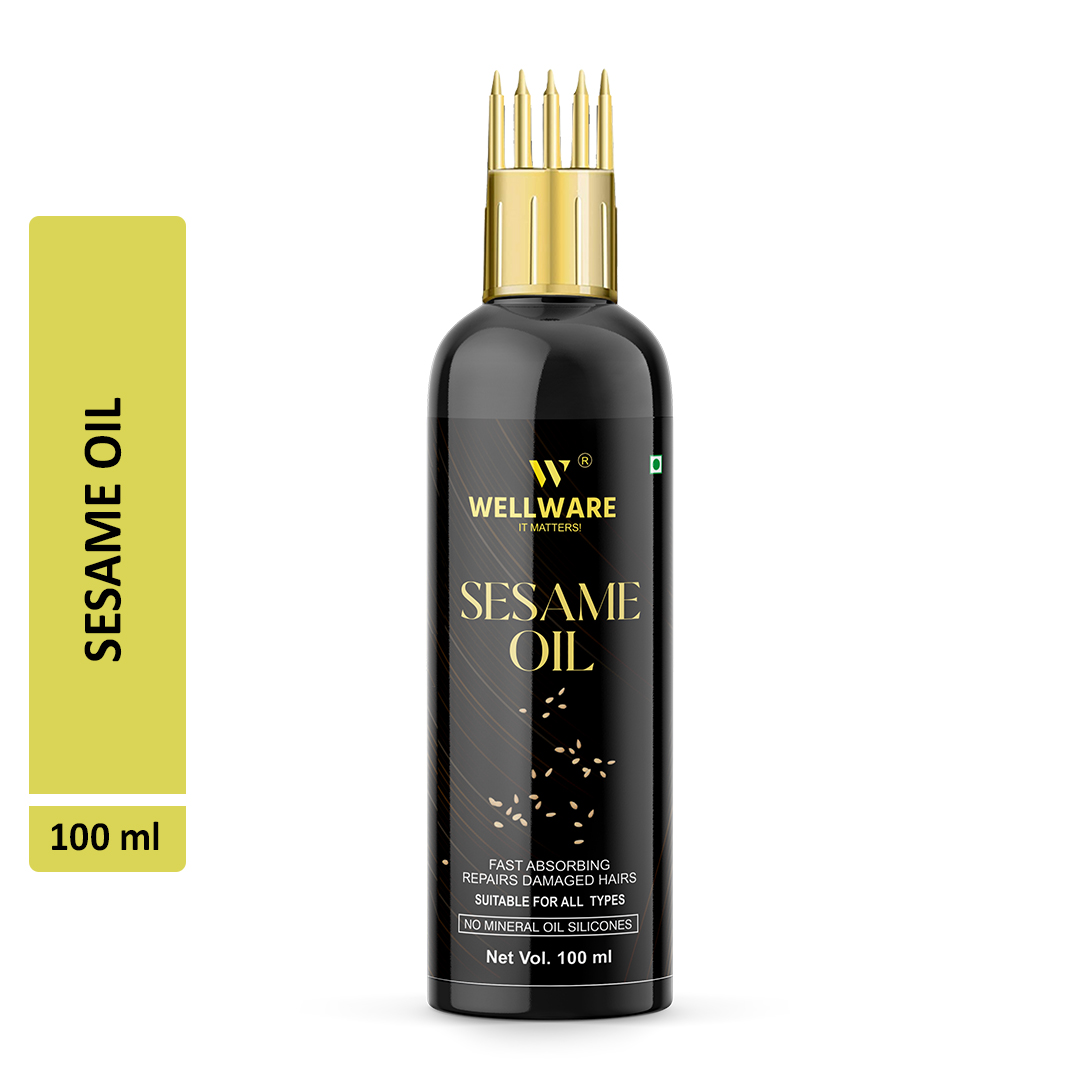 SESAME OIL
100 ml
W ®
WELLWARE
IT MATTERS!
SESAME
OIL
FAST ABSORBING
REPAIRS DAMAGED HAIRS
SUITABLE FOR ALL TYPES
NO MINERAL OIL SILICONES
Net Vol. 100 ml